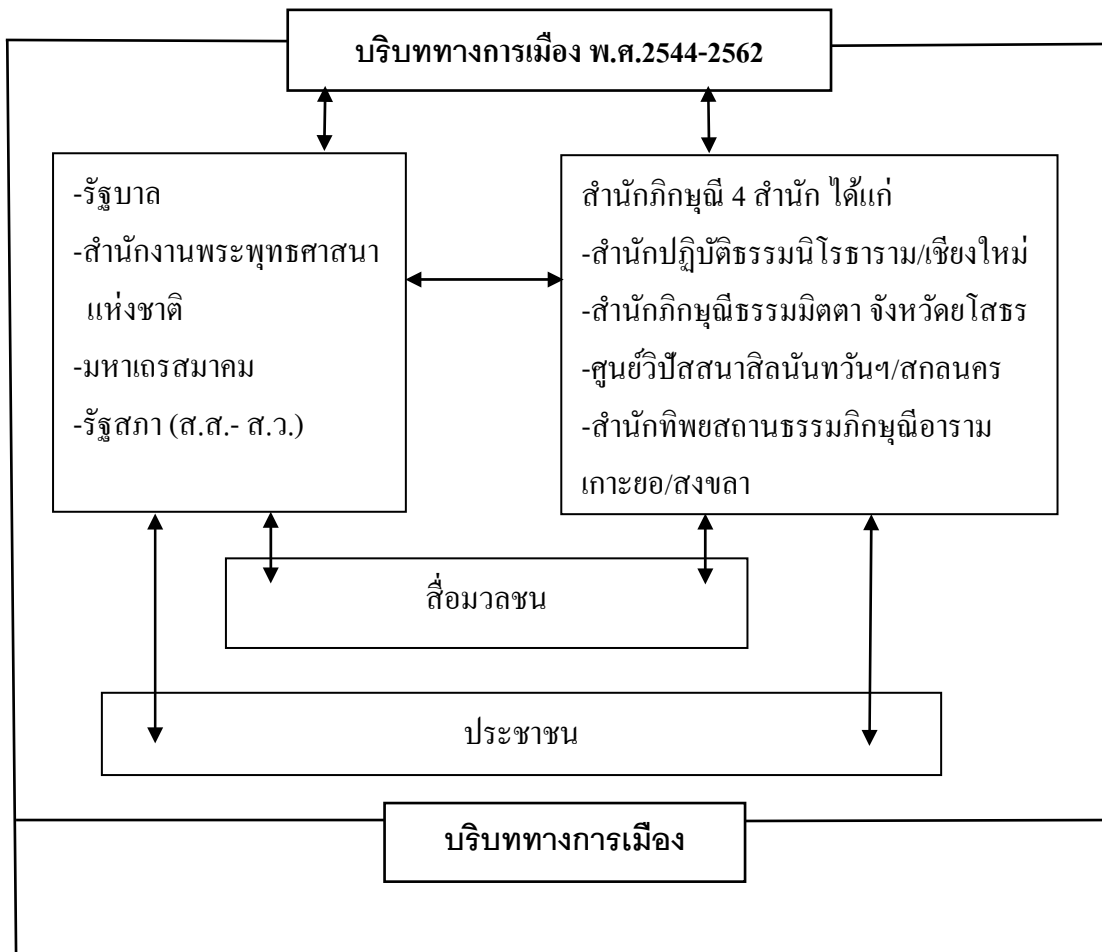 บริบททางการเมือง พ.ศ.2544-2562
-รัฐบาล
-สำนักงานพระพุทธศาสนา
แห่งชาติ
-มหาเถรสมาคม
-รัฐสภา (ส.ส.- ส.ว.)
สำนักภิกษุณี 4 สำนัก ได้แก่
-สำนักปฏิบัติธรรมนิโรธาราม/เชียงใหม่
-สำนักภิกษุณีธรรมมิตตา จังหวัดยโสธร
-ศูนย์วิปัสสนาสิลนันทวันฯ/สกลนคร
-สำนักทิพยสถานธรรมภิกษุณีอาราม
เกาะยอ/สงขลา
สื่อมวลชน
ประชาชน
บริบททางการเมือง